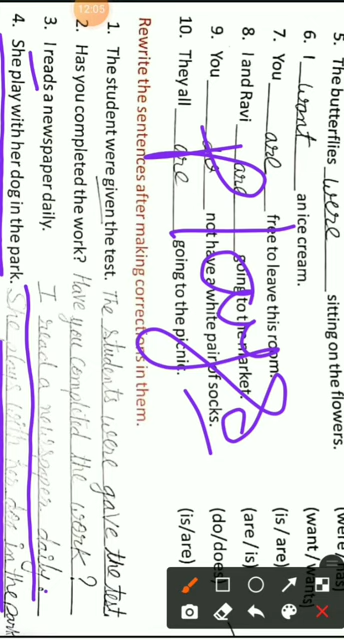 12:05
5. The butterflies were sitting on the flowers. (were /
6. I want an ice cream. (want / wants)
7. You are free to leave this room. (is / are)
8. I and Ravi are going to the market. (are / is)
9. You do not have a white pair of socks. (do / does)
10. They all are going to the picnic. (is/are)
plays
Rewrite the sentences after making corrections in them.
1. The student were given the test. The students were gave the test
2. Has you completed the work? Have you completed the work?
3. I reads a newspaper daily. I read a newspaper daily.
4. She play with her dog in the park. She plays with her dog in the park